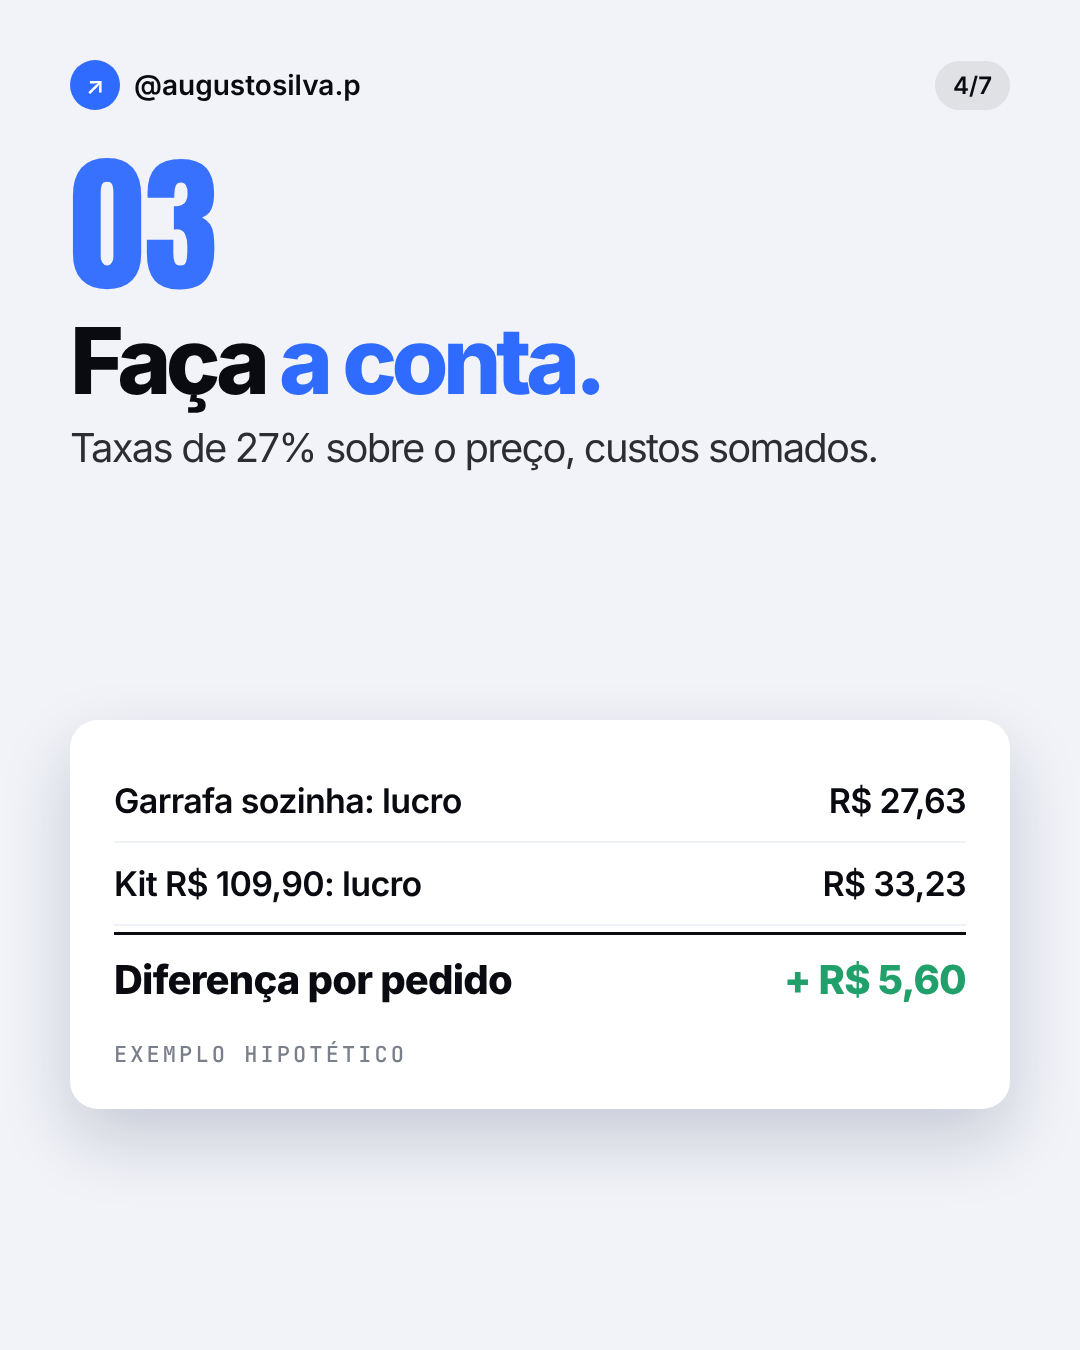 @augustosilva.p
4/7
03
Faça a conta.
Taxas de 27% sobre o preço, custos somados.
Garrafa sozinha: lucro R$ 27,63
Kit R$ 109,90: lucro R$ 33,23
Diferença por pedido + R$ 5,60
EXEMPLO HIPOTÉTICO